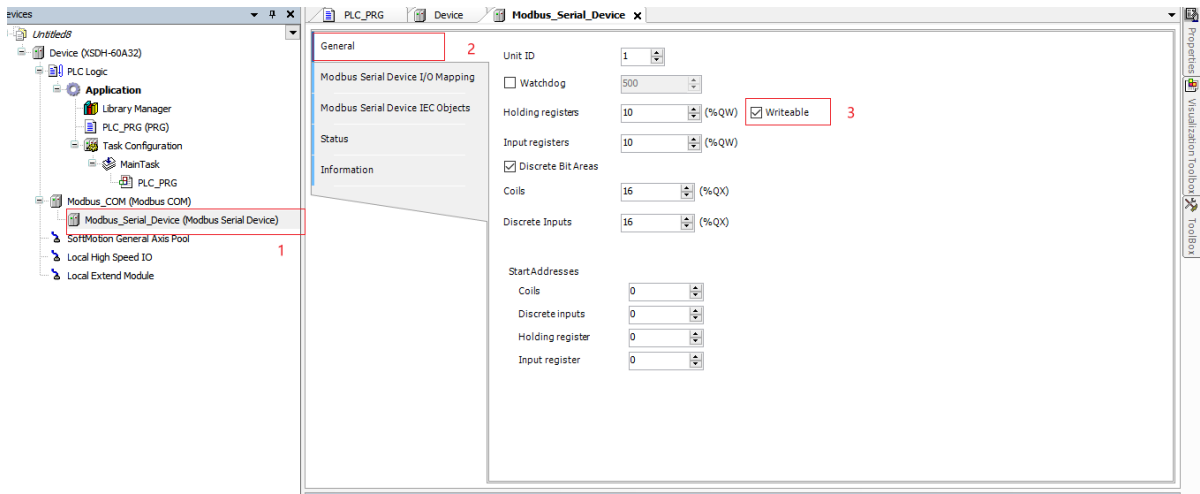 evices
PLC_PRG
Device
Modbus_Serial_Device
Untitled8
Device (XSDH-60A32)
PLC Logic
Application
Library Manager
PLC_PRG (PRG)
Task Configuration
MainTask
PLC_PRG
Modbus_COM (Modbus COM)
Modbus_Serial_Device (Modbus Serial Device)
1
SoftMotion General Axis Pool
Local High Speed IO
Local Extend Module
General
2
Modbus Serial Device I/O Mapping
Modbus Serial Device IEC Objects
Status
Information
Unit ID 1
Watchdog 500
Holding registers 10 (%QW) Writeable 3
Input registers 10 (%QW)
Discrete Bit Areas
Coils 16 (%QX)
Discrete Inputs 16 (%QX)
StartAddresses
Coils 0
Discrete inputs 0
Holding register 0
Input register 0
Properties
Visualization Toolbox
ToolBox